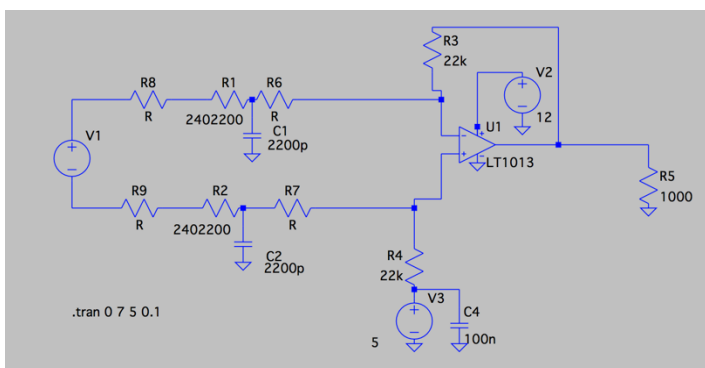 R3
22k
V2
12
R8
R
R1
2402200
R6
R
C1
2200p
U1
LT1013
V1
R5
1000
R9
R
R2
2402200
R7
R
C2
2200p
R4
22k
V3
5
C4
100n
.tran 0 7 5 0.1